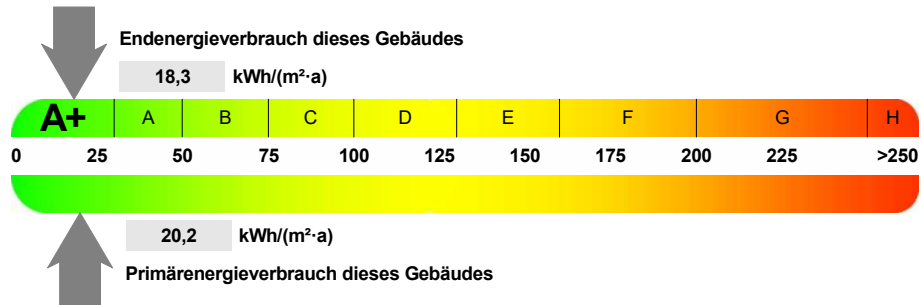 Endenergieverbrauch dieses Gebäudes
18,3 kWh/(m²·a)
A+ A B C D E F G H
0 25 50 75 100 125 150 175 200 225 >250
20,2 kWh/(m²·a)
Primärenergieverbrauch dieses Gebäudes